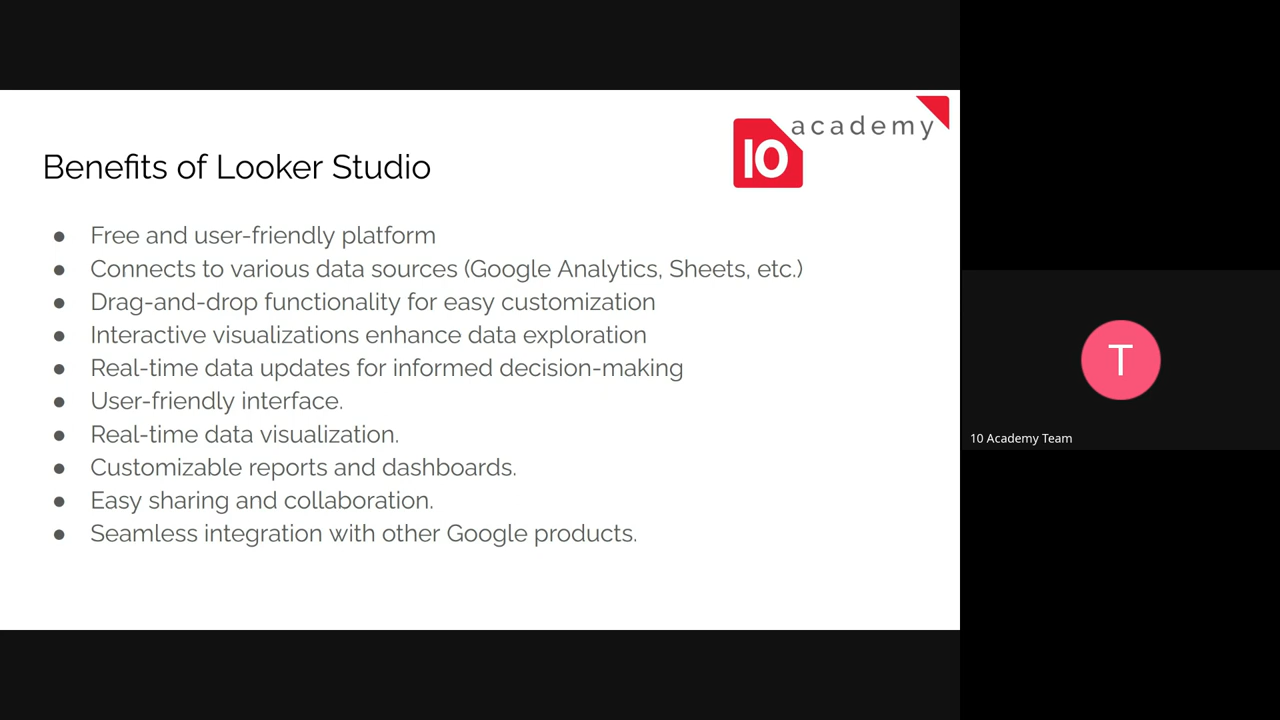 10 academy
Benefits of Looker Studio
● Free and user-friendly platform
● Connects to various data sources (Google Analytics, Sheets, etc.)
● Drag-and-drop functionality for easy customization
● Interactive visualizations enhance data exploration
● Real-time data updates for informed decision-making
● User-friendly interface.
● Real-time data visualization.
● Customizable reports and dashboards.
● Easy sharing and collaboration.
● Seamless integration with other Google products.
T
10 Academy Team